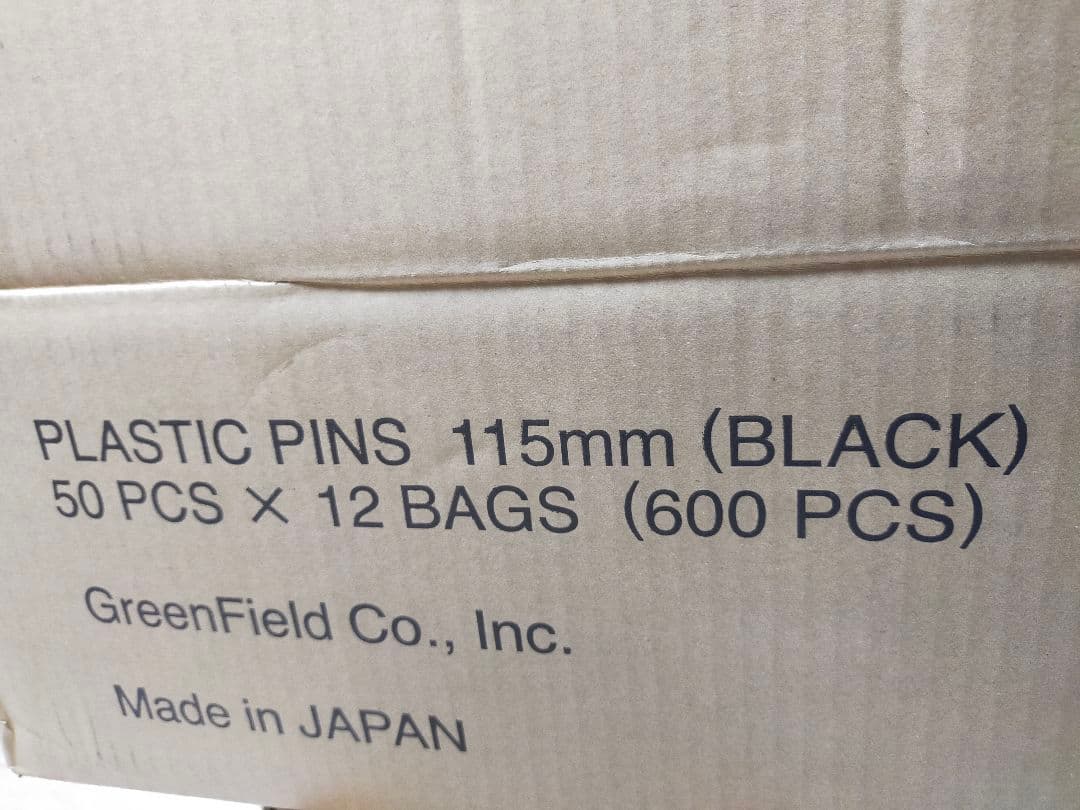 PLASTIC PINS 115mm (BLACK)
50 PCS × 12 BAGS (600 PCS)
GreenField Co., Inc.
Made in JAPAN